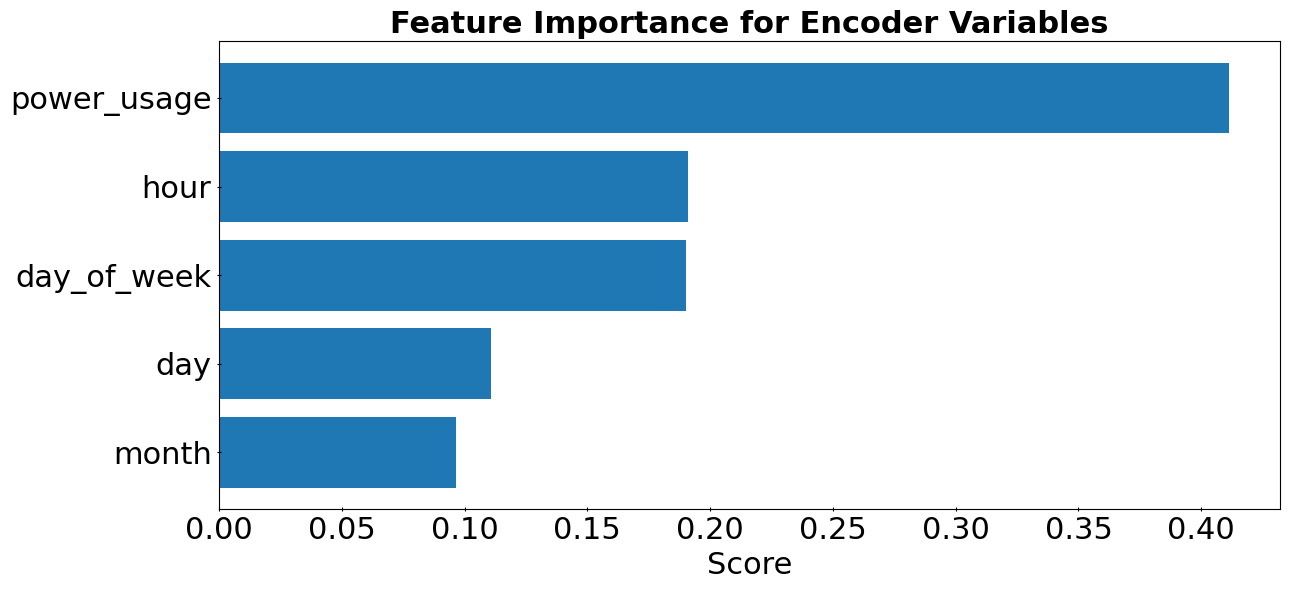 Feature Importance for Encoder Variables
power_usage
hour
day_of_week
day
month
0.00 0.05 0.10 0.15 0.20 0.25 0.30 0.35 0.40
Score